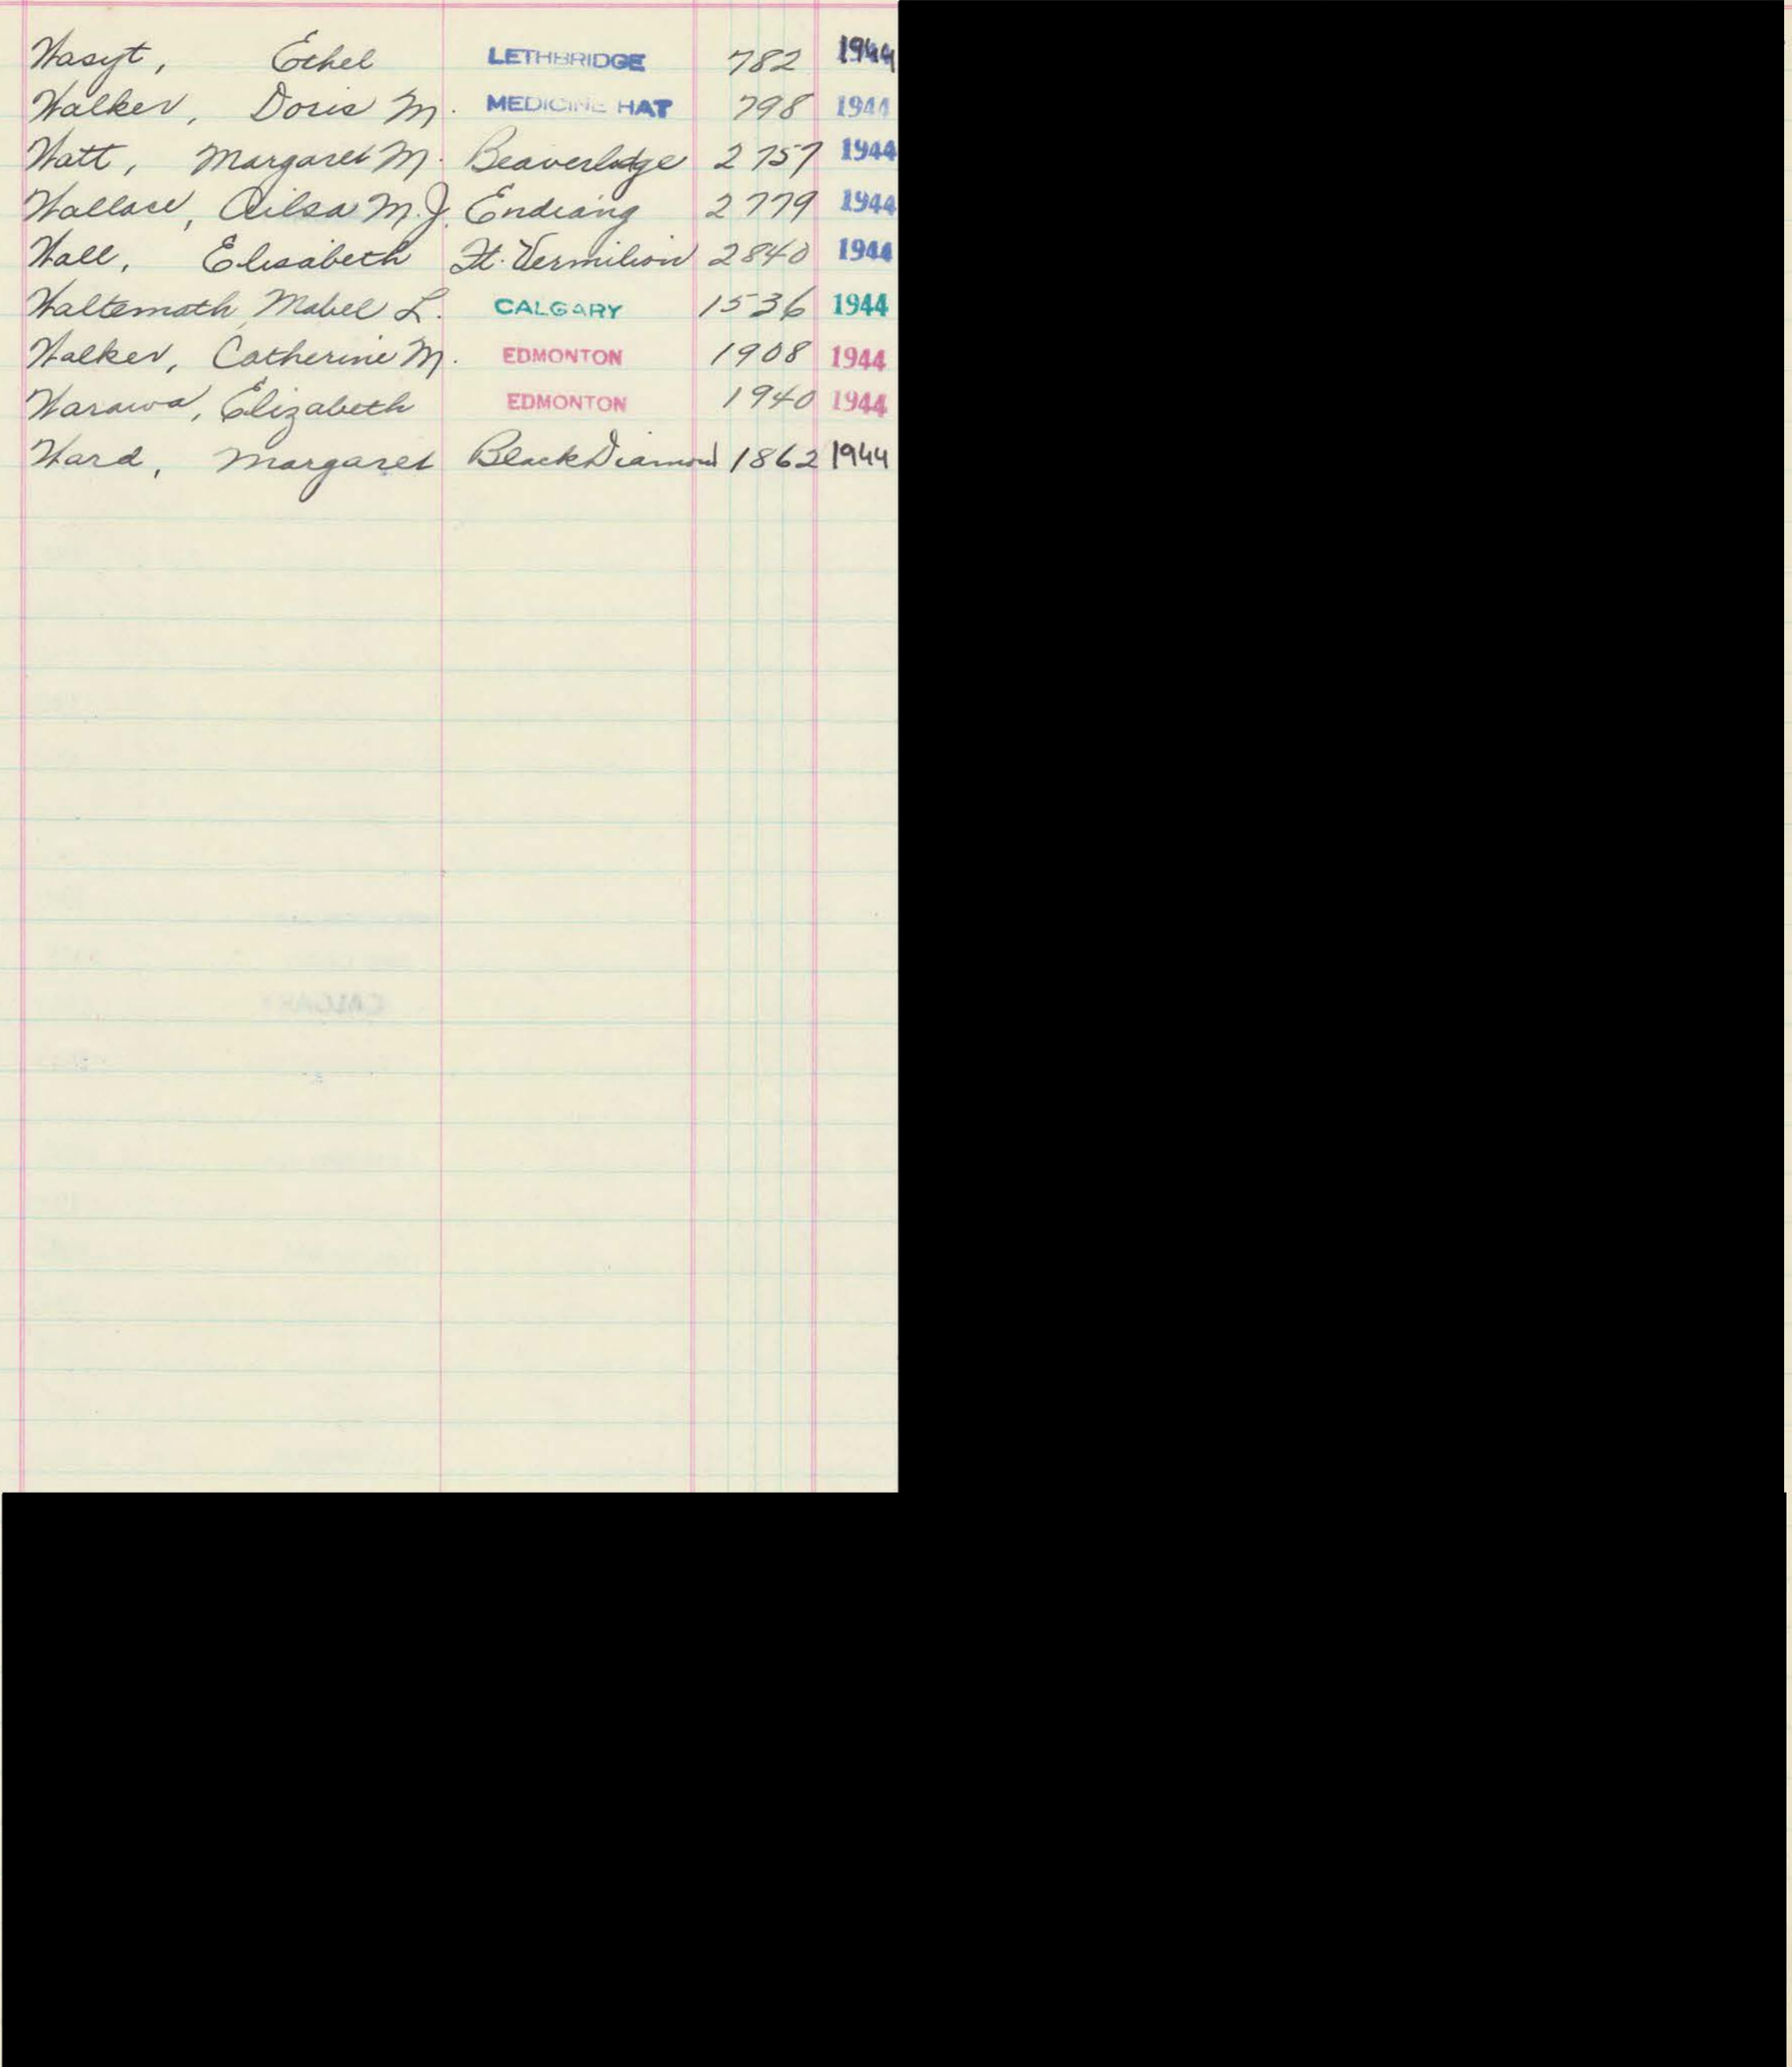 Wasyt, Ethel LETHBRIDGE 782 1944
Walker, Doris M. MEDICINE HAT 798 1944
Watt, Margaret M. Beaverlodge 2757 1944
Wallace, Ailsa M.J. Endiang 2779 1944
Wall, Elisabeth Ft. Vermilion 2840 1944
Waltemath, Mabel L. CALGARY 1536 1944
Walker, Catherine M. EDMONTON 1908 1944
Warawa, Elizabeth EDMONTON 1940 1944
Ward, Margaret Black Diamond 1862 1944